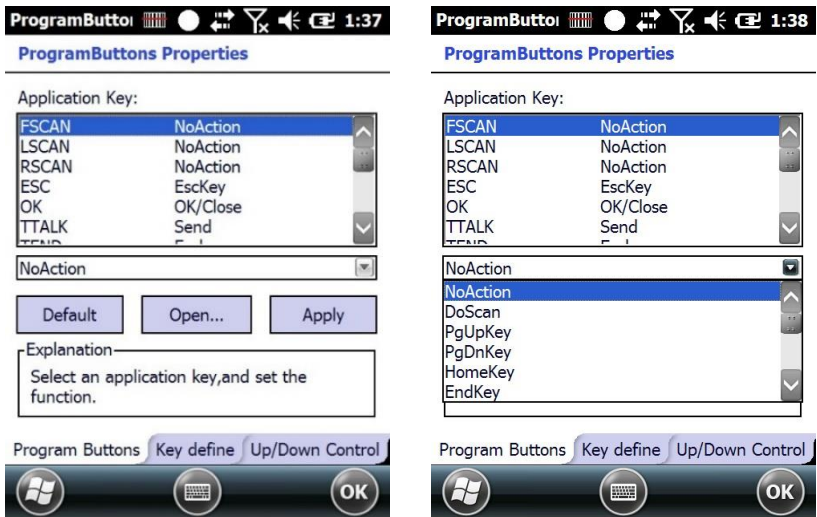 ProgramButto 1:37
ProgramButtons Properties
Application Key:
FSCAN NoAction
LSCAN NoAction
RSCAN NoAction
ESC EscKey
OK OK/Close
TTALK Send
NoAction
Default Open... Apply
Explanation
Select an application key,and set the
function.
Program Buttons Key define Up/Down Control
OK
ProgramButto 1:38
ProgramButtons Properties
Application Key:
FSCAN NoAction
LSCAN NoAction
RSCAN NoAction
ESC EscKey
OK OK/Close
TTALK Send
NoAction
NoAction
DoScan
PgUpKey
PgDnKey
HomeKey
EndKey
Program Buttons Key define Up/Down Control
OK